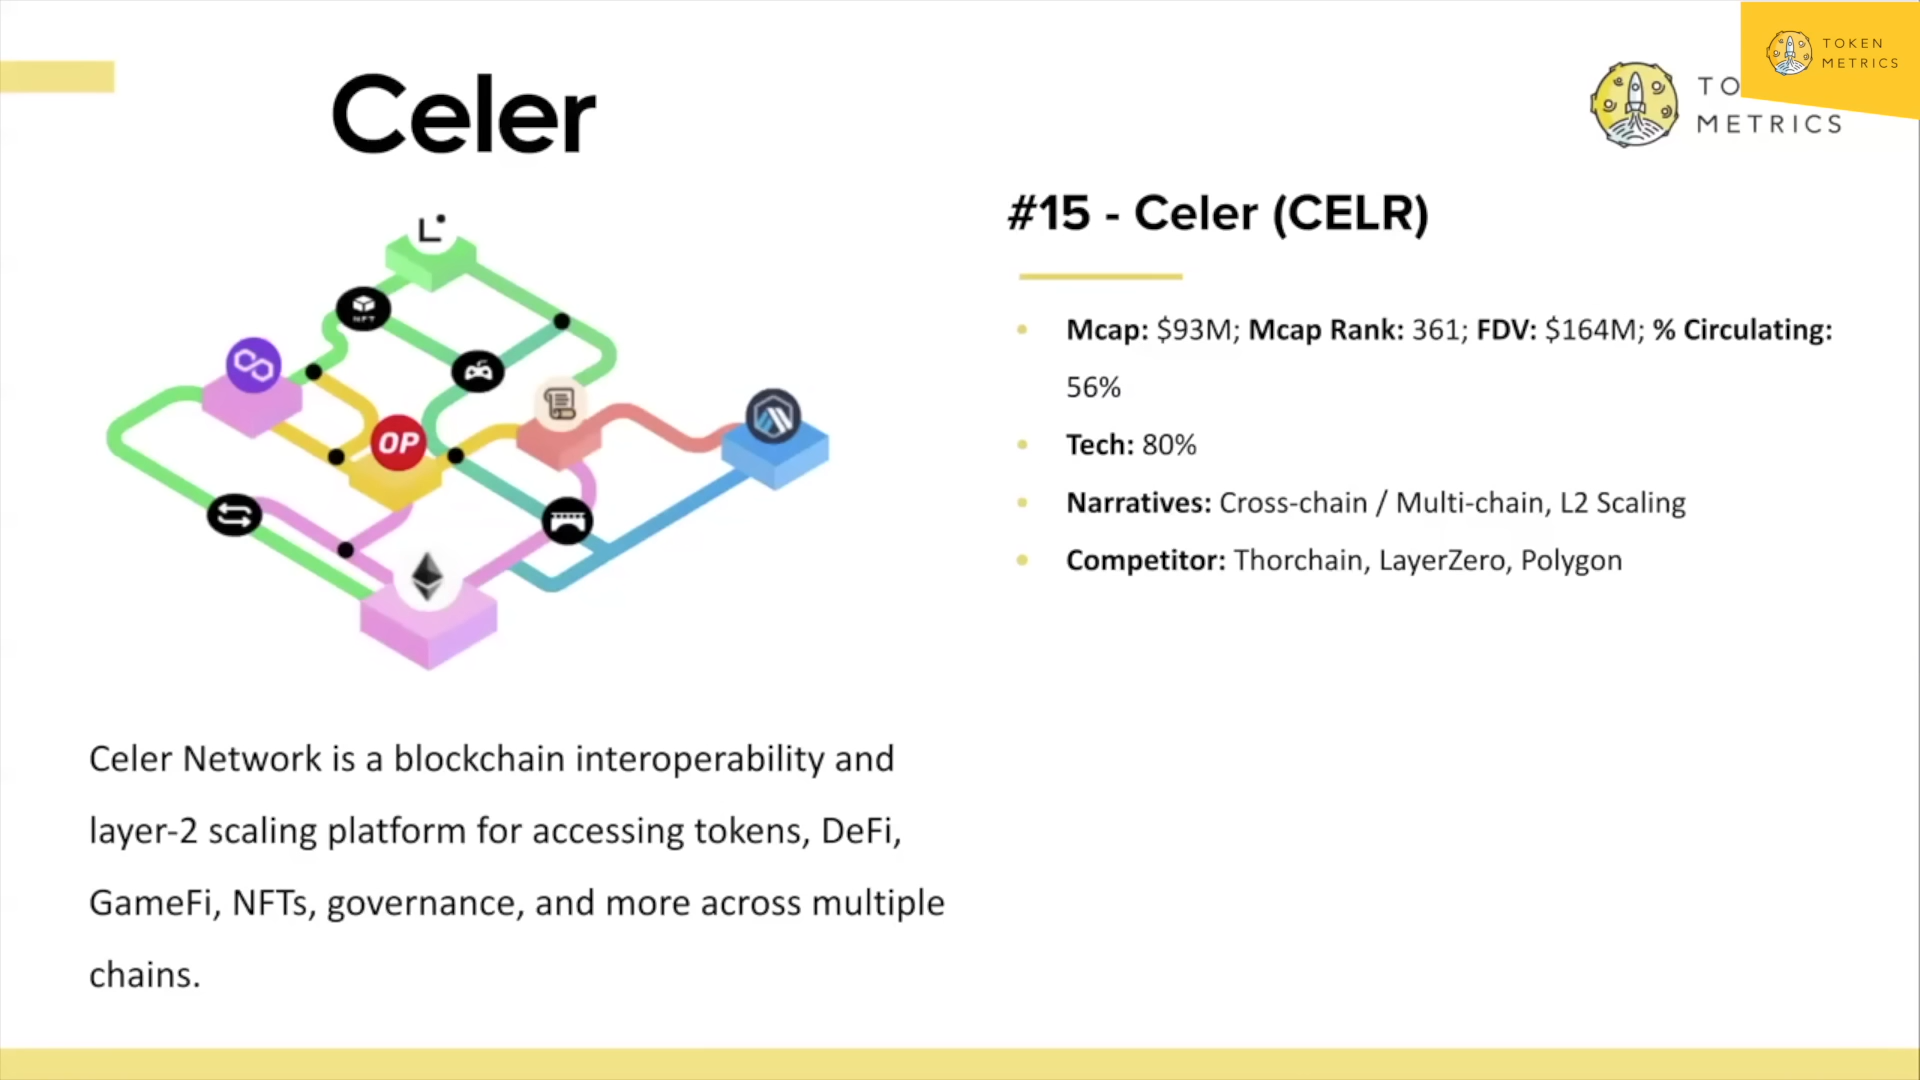 Celer
TOKEN
METRICS
TO
METRICS
#15 - Celer (CELR)
NFT
OP
Mcap: $93M; Mcap Rank: 361; FDV: $164M; % Circulating:
56%
Tech: 80%
Narratives: Cross-chain / Multi-chain, L2 Scaling
Competitor: Thorchain, LayerZero, Polygon
Celer Network is a blockchain interoperability and
layer-2 scaling platform for accessing tokens, DeFi,
GameFi, NFTs, governance, and more across multiple
chains.